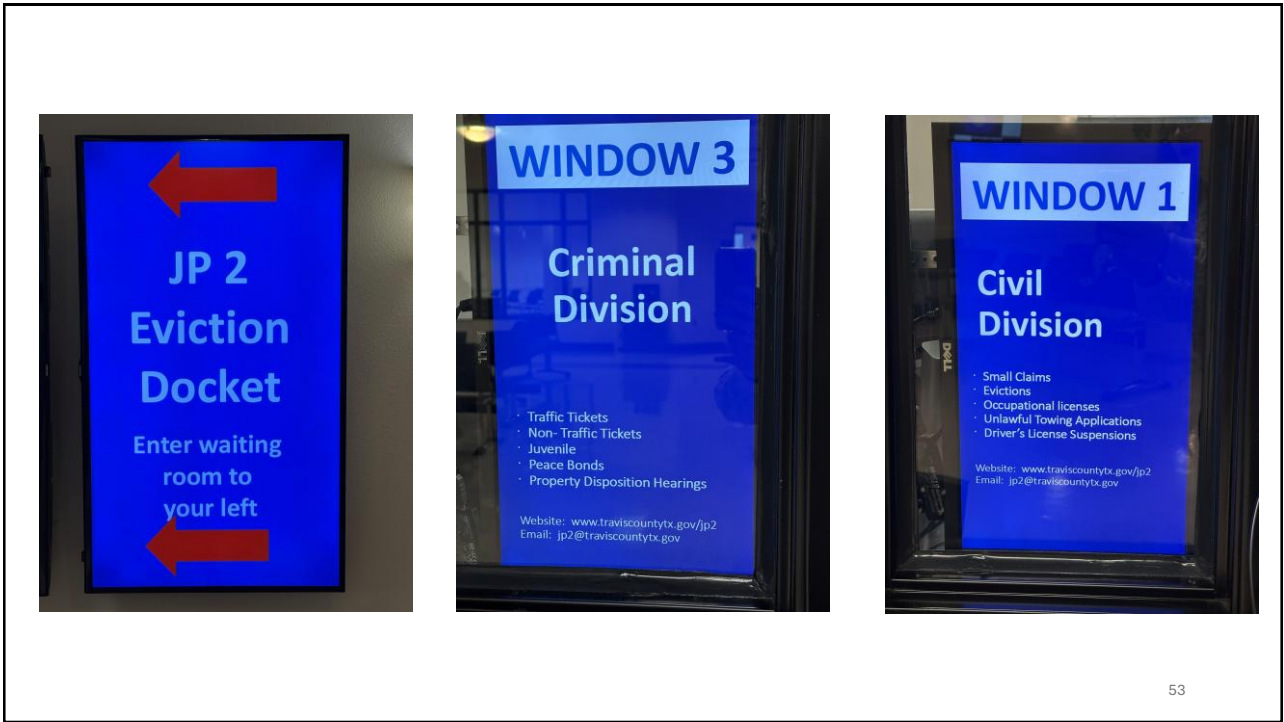 JP 2
Eviction
Docket
Enter waiting
room to
your left
WINDOW 3
Criminal
Division
· Traffic Tickets
· Non- Traffic Tickets
· Juvenile
· Peace Bonds
· Property Disposition Hearings
Website: www.traviscountytx.gov/jp2
Email: jp2@traviscountytx.gov
DELL
WINDOW 1
Civil
Division
· Small Claims
· Evictions
· Occupational licenses
· Unlawful Towing Applications
· Driver's License Suspensions
Website: www.traviscountytx.gov/jp2
Email: jp2@traviscountytx.gov
DELL
53